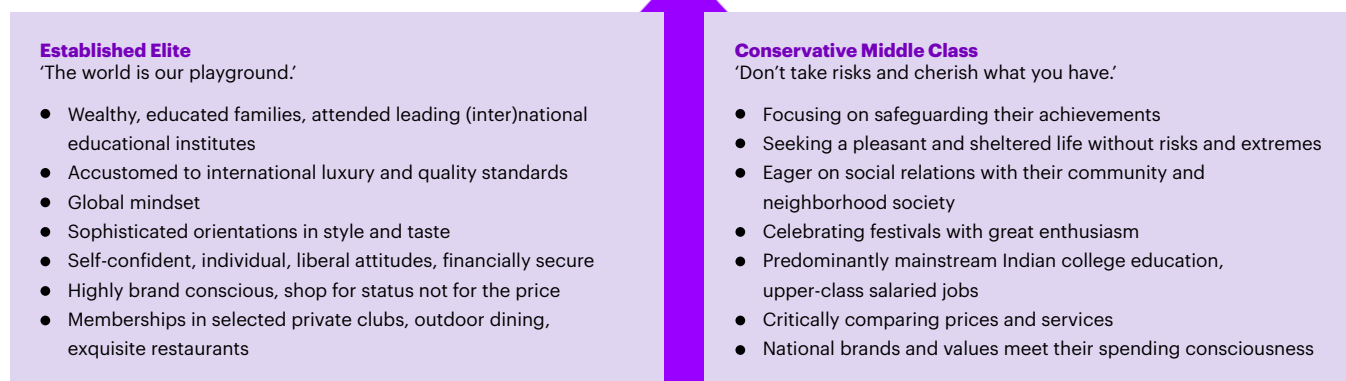 Established Elite
‘The world is our playground.’
● Wealthy, educated families, attended leading (inter)national
educational institutes
● Accustomed to international luxury and quality standards
● Global mindset
● Sophisticated orientations in style and taste
● Self-confident, individual, liberal attitudes, financially secure
● Highly brand conscious, shop for status not for the price
● Memberships in selected private clubs, outdoor dining,
exquisite restaurants
Conservative Middle Class
‘Don’t take risks and cherish what you have.’
● Focusing on safeguarding their achievements
● Seeking a pleasant and sheltered life without risks and extremes
● Eager on social relations with their community and
neighborhood society
● Celebrating festivals with great enthusiasm
● Predominantly mainstream Indian college education,
upper-class salaried jobs
● Critically comparing prices and services
● National brands and values meet their spending consciousness